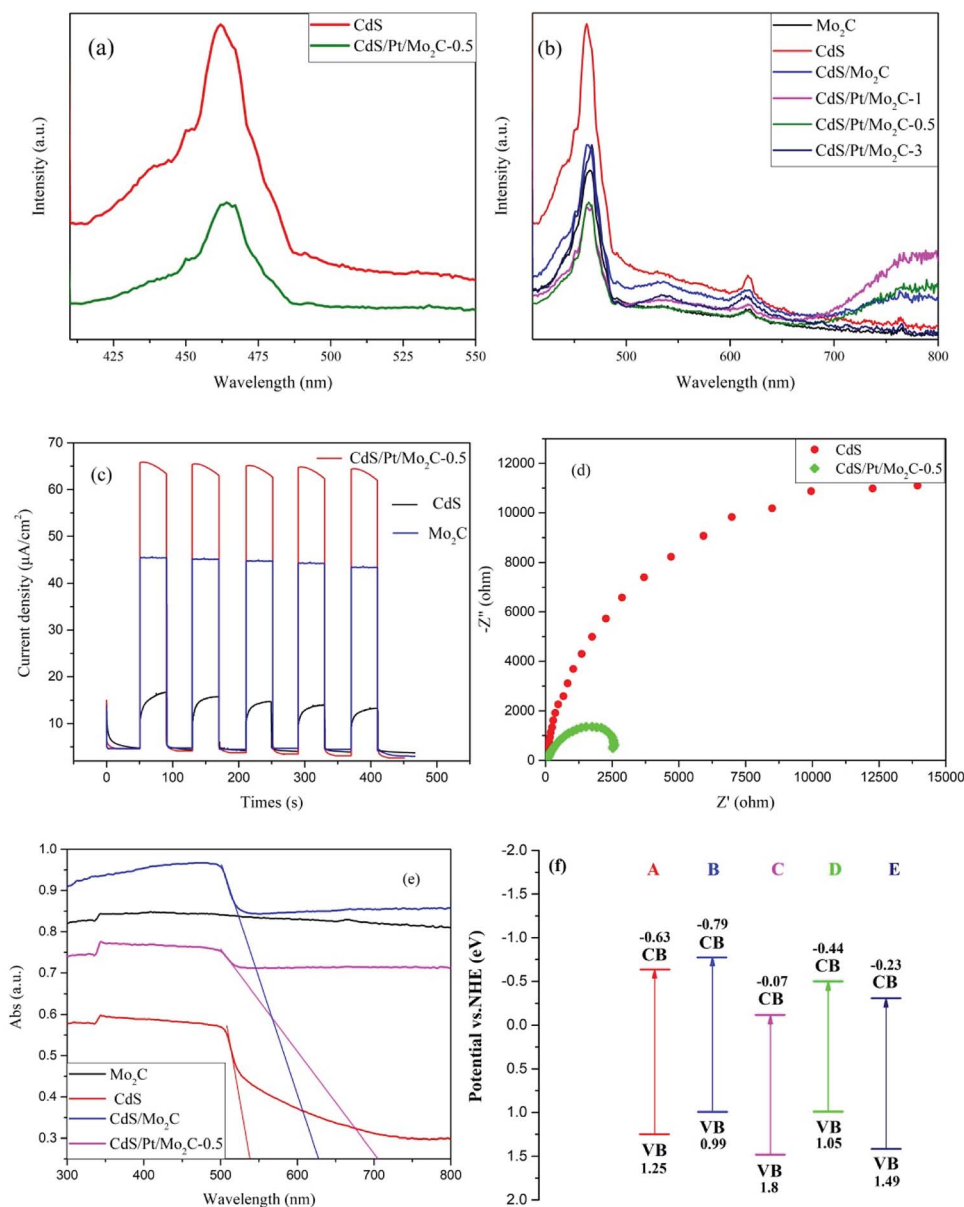 (a)
CdS
CdS/Pt/Mo₂C-0.5
Intensity (a.u.)
425 450 475 500 525 550
Wavelength (nm)
(b)
Mo₂C
CdS
CdS/Mo₂C
CdS/Pt/Mo₂C-1
CdS/Pt/Mo₂C-0.5
CdS/Pt/Mo₂C-3
Intensity (a.u.)
500 600 700 800
Wavelength (nm)
(c)
CdS/Pt/Mo₂C-0.5
CdS
Mo₂C
Current density (μA/cm²)
70
60
50
40
30
20
10
0 100 200 300 400 500
Times (s)
(d)
CdS
CdS/Pt/Mo₂C-0.5
-Z'' (ohm)
12000
10000
8000
6000
4000
2000
0
0 2500 5000 7500 10000 12500 15000
Z' (ohm)
(e)
Abs (a.u.)
1.0
0.9
0.8
0.7
0.6
0.5
0.4
0.3
Mo₂C
CdS
CdS/Mo₂C
CdS/Pt/Mo₂C-0.5
300 400 500 600 700 800
Wavelength (nm)
(f)
Potential vs.NHE (eV)
-2.0
-1.5
-1.0
-0.5
0.0
0.5
1.0
1.5
2.0
A B C D E
-0.63
CB
-0.79
CB
-0.07
CB
-0.44
CB
-0.23
CB
VB
1.25
VB
0.99
VB
1.8
VB
1.05
VB
1.49